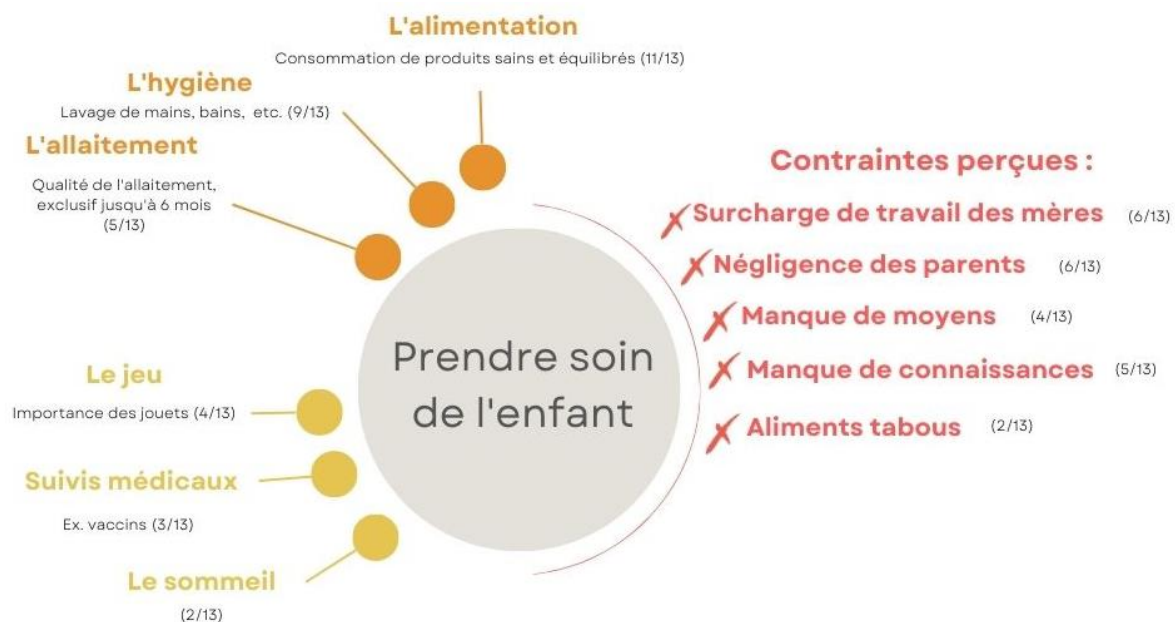 L'alimentation
Consommation de produits sains et équilibrés (11/13)
L'hygiène
Lavage de mains, bains, etc. (9/13)
L'allaitement
Qualité de l'allaitement,
exclusif jusqu'à 6 mois
(5/13)
Le jeu
Importance des jouets (4/13)
Suivis médicaux
Ex. vaccins (3/13)
Le sommeil
(2/13)
Prendre soin
de l'enfant
Contraintes perçues :
Surcharge de travail des mères (6/13)
Négligence des parents (6/13)
Manque de moyens (4/13)
Manque de connaissances (5/13)
Aliments tabous (2/13)